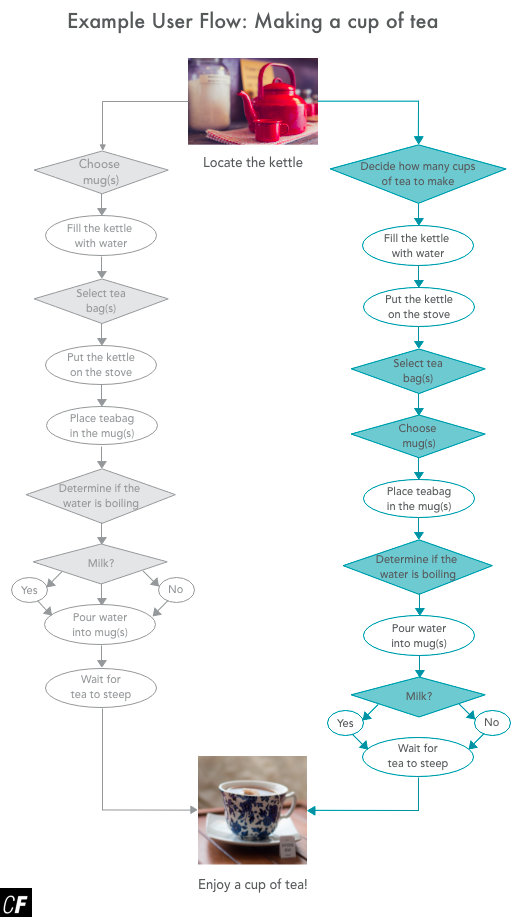 Example User Flow: Making a cup of tea
Locate the kettle
Choose
mug(s)
Fill the kettle
with water
Select tea
bag(s)
Put the kettle
on the stove
Place teabag
in the mug(s)
Determine if the
water is boiling
Milk?
Yes
No
Pour water
into mug(s)
Wait for
tea to steep
Decide how many cups
of tea to make
Fill the kettle
with water
Put the kettle
on the stove
Select tea
bag(s)
Choose
mug(s)
Place teabag
in the mug(s)
Determine if the
water is boiling
Pour water
into mug(s)
Milk?
Yes
No
Wait for
tea to steep
Enjoy a cup of tea!
CF